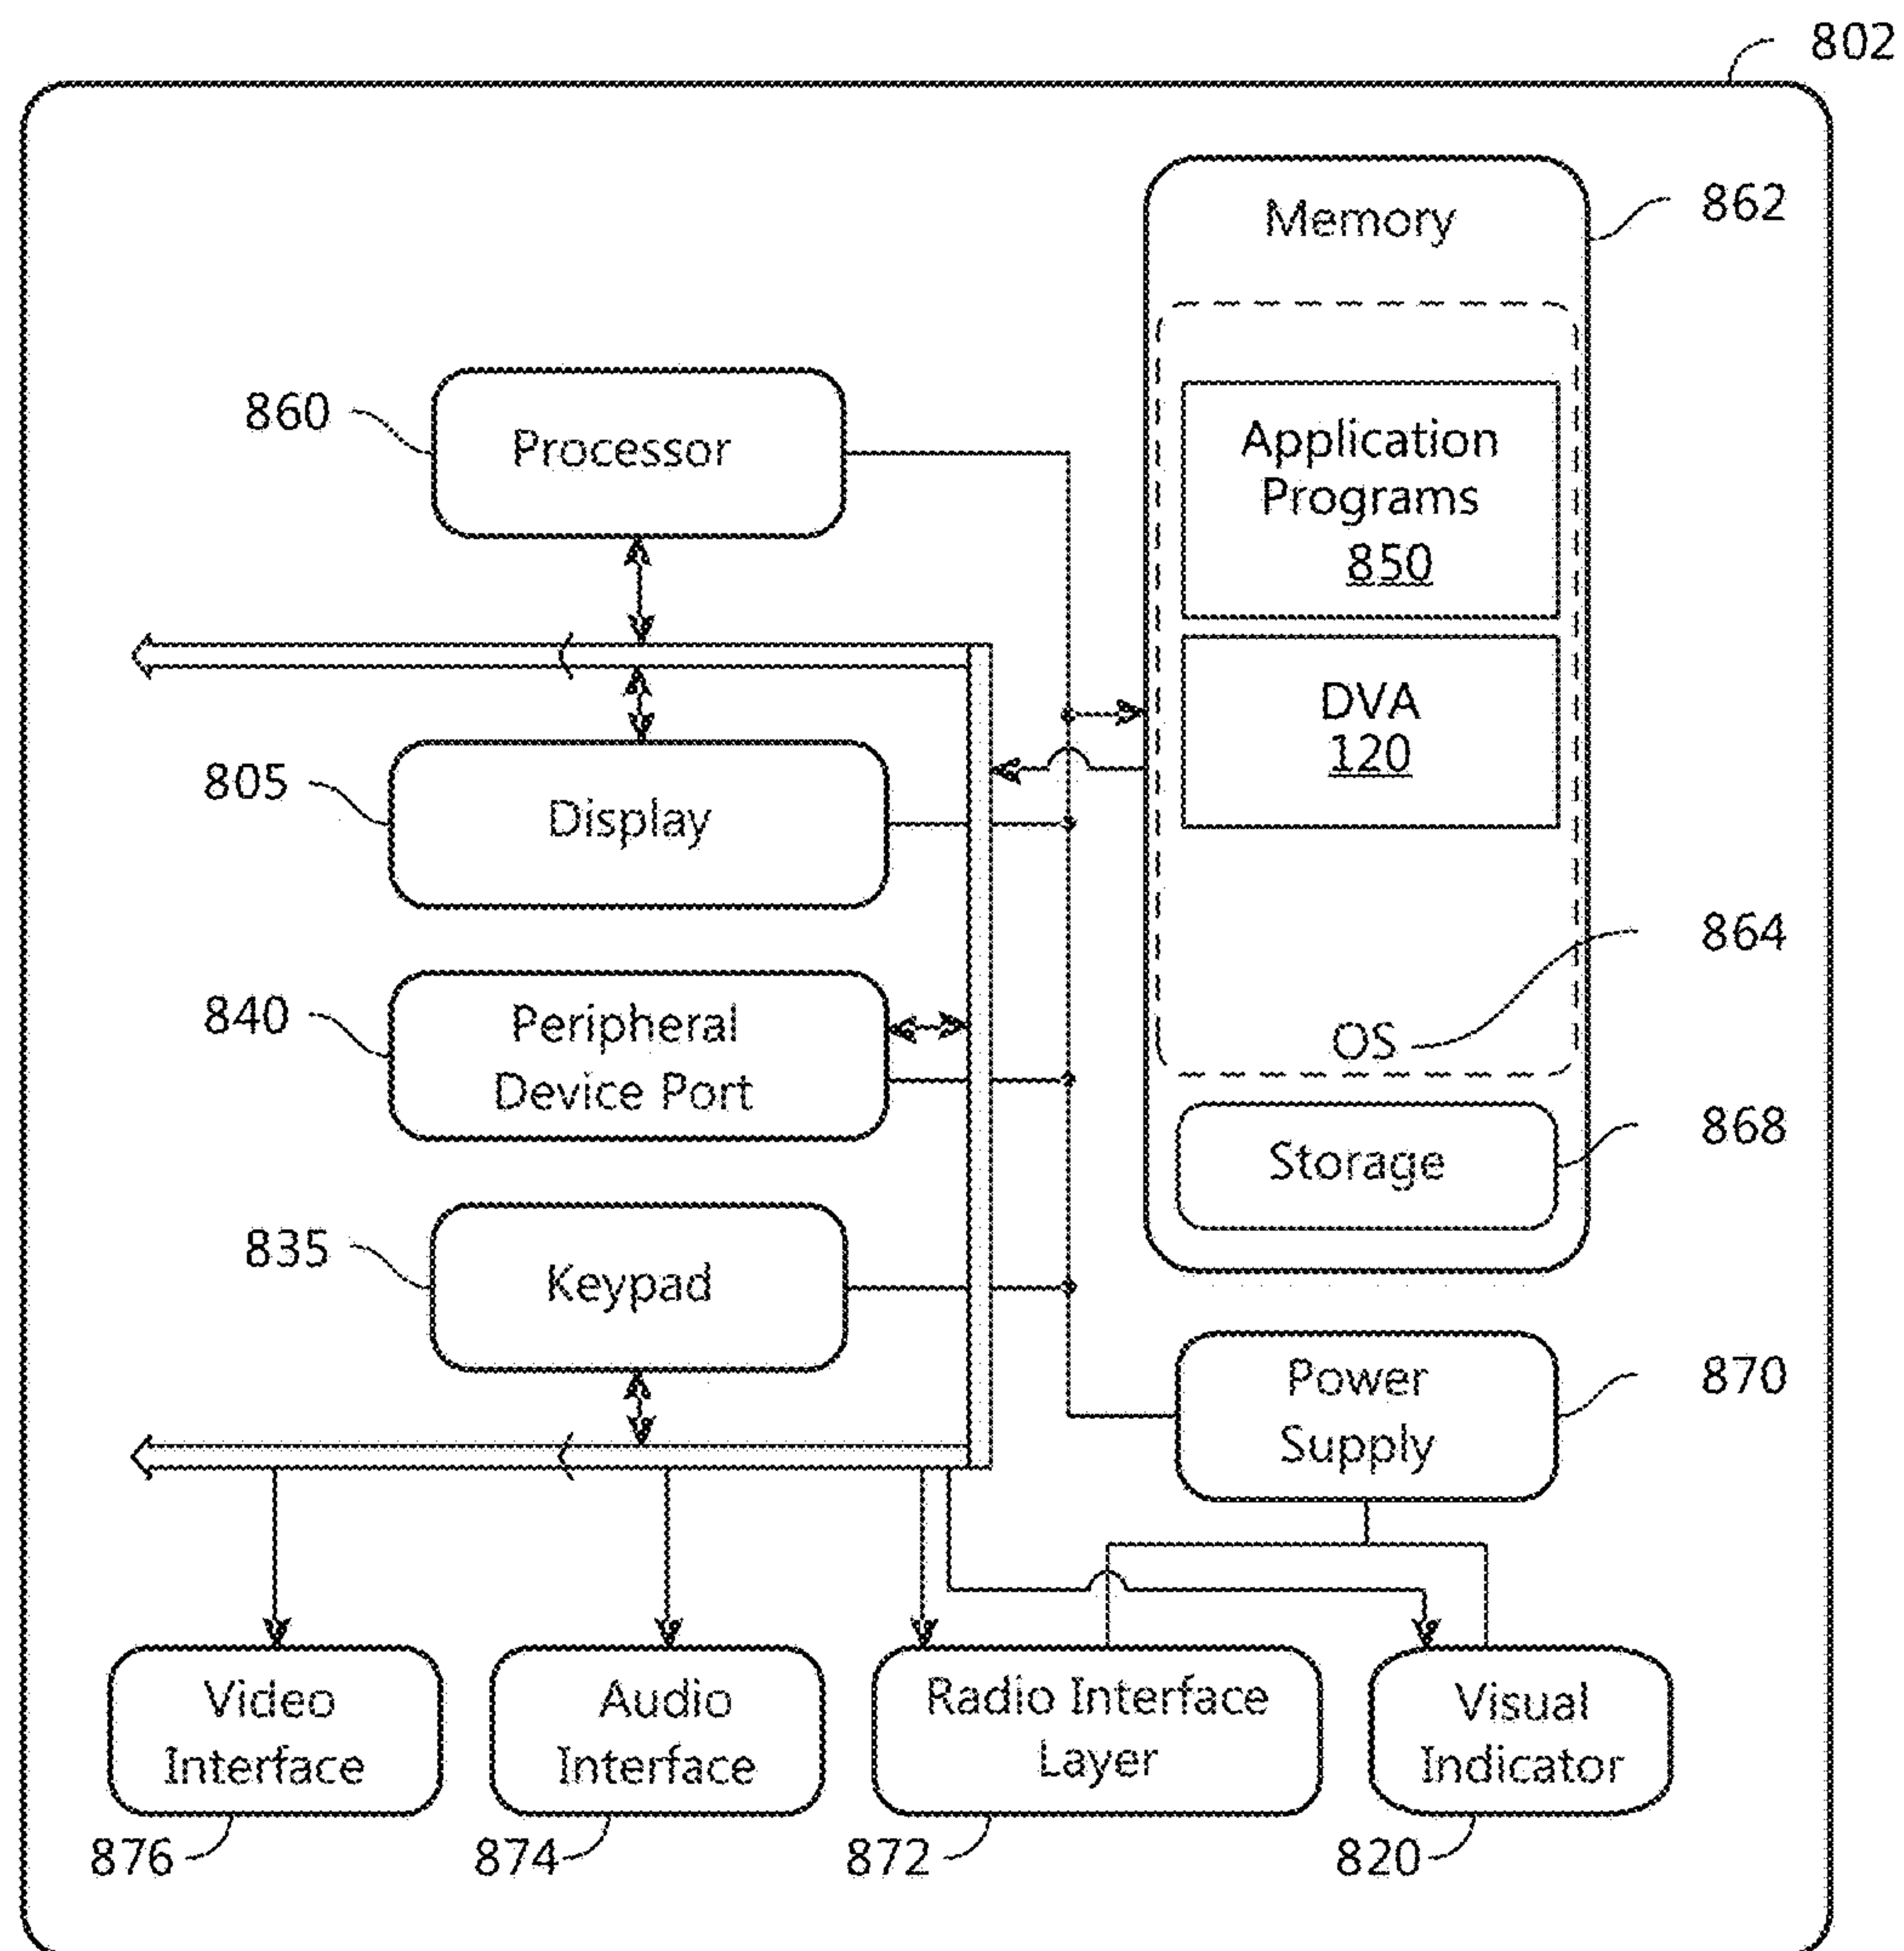 802
Memory
862
860
Processor
Application
Programs
850
DVA
120
805
Display
864
840
Peripheral
Device Port
OS
868
Storage
835
Keypad
Power
Supply
870
Video
Interface
Audio
Interface
Radio Interface
Layer
Visual
Indicator
876
874
872
820